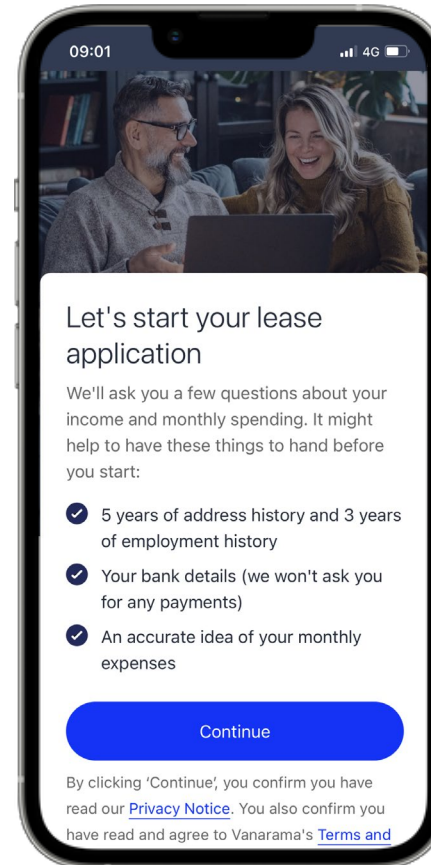 09:01
4G
Let's start your lease
application
We'll ask you a few questions about your
income and monthly spending. It might
help to have these things to hand before
you start:
5 years of address history and 3 years
of employment history
Your bank details (we won't ask you
for any payments)
An accurate idea of your monthly
expenses
Continue
By clicking ‘Continue’, you confirm you have
read our Privacy Notice. You also confirm you
have read and agree to Vanarama's Terms and